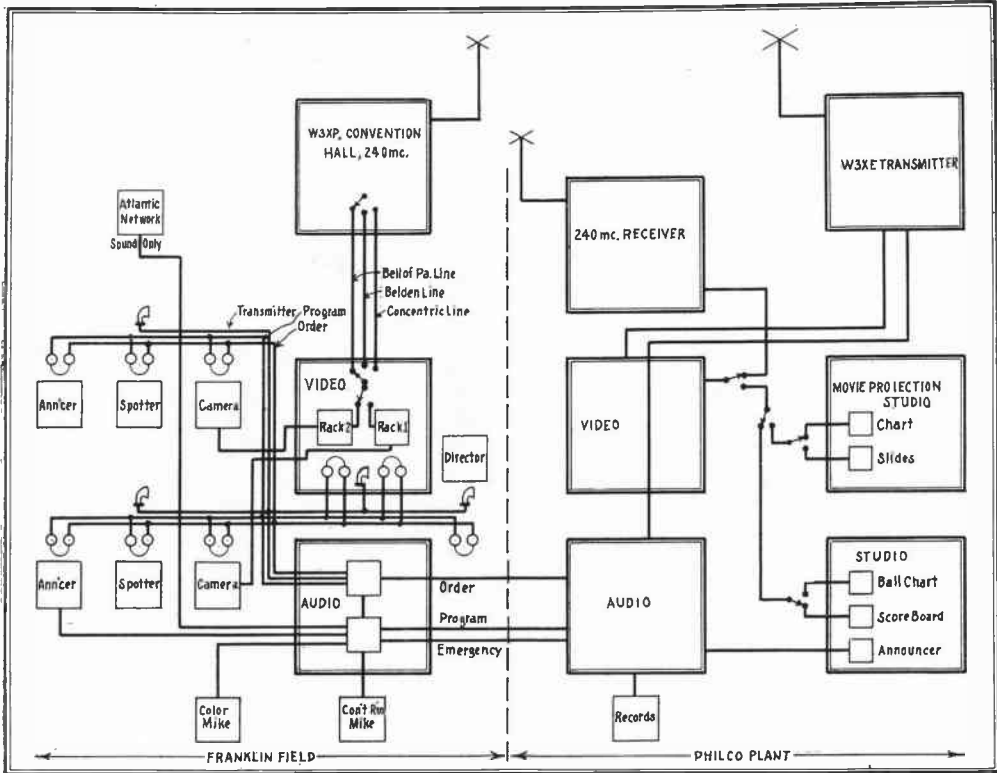 W3XP, CONVENTION
HALL, 240mc.
W3XE TRANSMITTER
Atlantic
Network
Sound Only
240 mc. RECEIVER
Bell of Pa. Line
Belden Line
Concentric Line
Transmitter
Program
Order
VIDEO
Rack 2
Rack 1
Ann'cer
Spotter
Camera
Director
VIDEO
MOVIE PROJECTION
STUDIO
Chart
Slides
Ann'cer
Spotter
Camera
AUDIO
Order
Program
Emergency
AUDIO
STUDIO
Ball Chart
Score Board
Announcer
Color
Mike
Con't Rm
Mike
Records
FRANKLIN FIELD
PHILCO PLANT